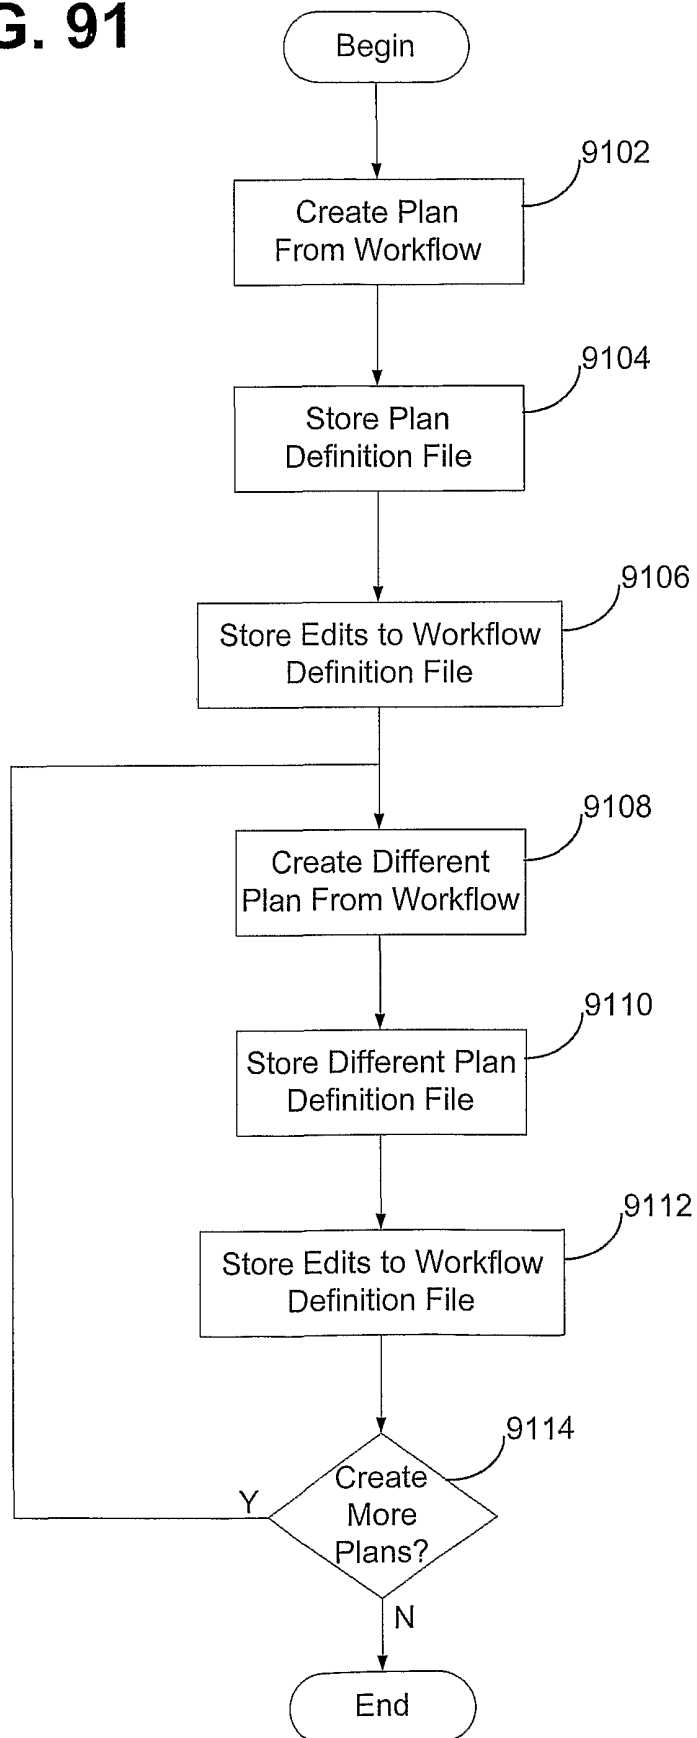 G. 91
Begin
9102
Create Plan
From Workflow
9104
Store Plan
Definition File
9106
Store Edits to Workflow
Definition File
9108
Create Different
Plan From Workflow
9110
Store Different Plan
Definition File
9112
Store Edits to Workflow
Definition File
9114
Create
More
Plans?
Y
N
End